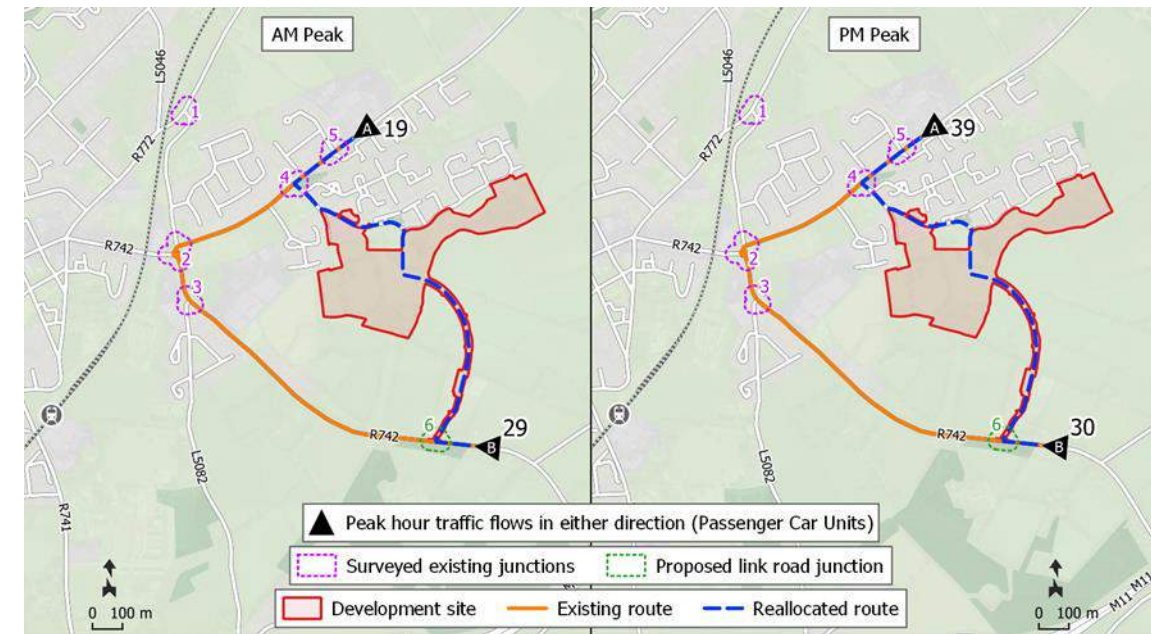 AM Peak
L5046
1
R772
5
A
19
4
R742
2
3
6
R742
29
B
L5082
R741
0 100 m
PM Peak
L5046
1
R772
5
A
39
4
R742
2
3
6
R742
30
B
L5082
M11
M11
0 100 m
Peak hour traffic flows in either direction (Passenger Car Units)
Surveyed existing junctions
Proposed link road junction
Development site
Existing route
Reallocated route